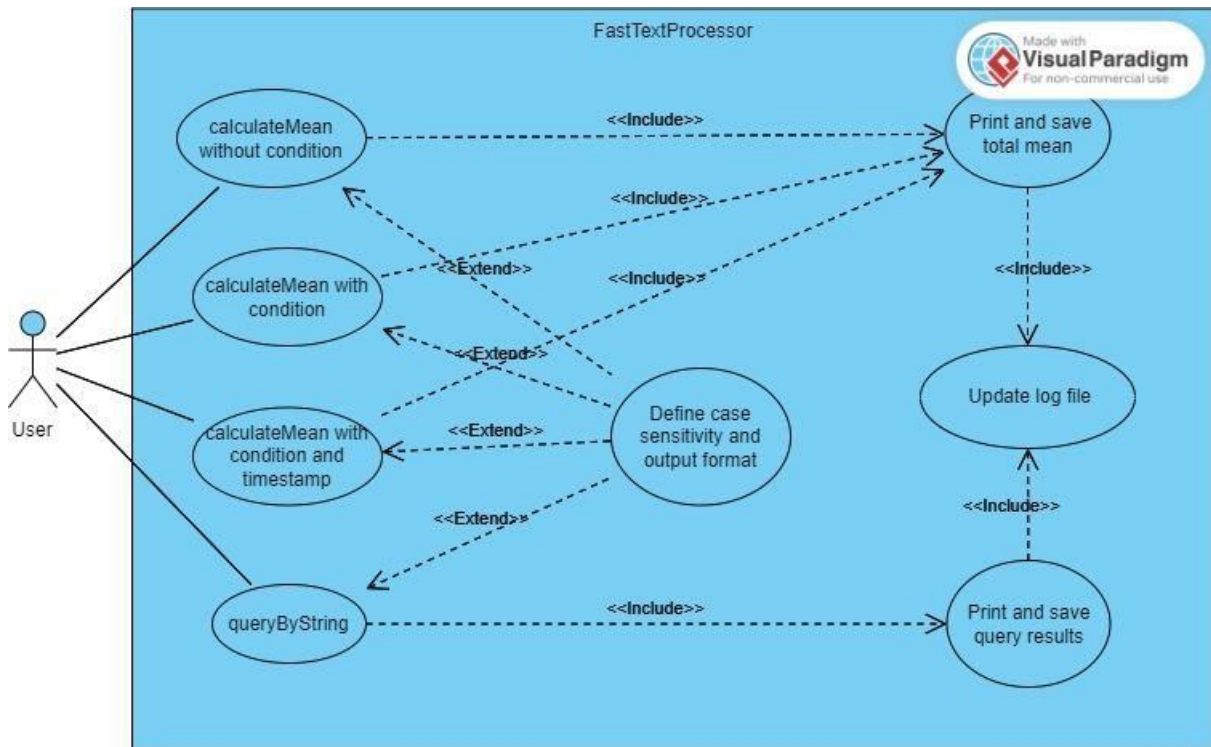 FastTextProcessor
Made with
Visual Paradigm
For non-commercial use
calculateMean
without condition
<<Include>>
Print and save
total mean
<<Include>>
calculateMean with
condition
<<Extend>>
<<Include>>
<<Include>>
<<Extend>>
User
calculateMean with
condition and
timestamp
<<Extend>>
Define case
sensitivity and
output format
Update log file
<<Extend>>
<<Include>>
queryByString
<<Include>>
Print and save
query results